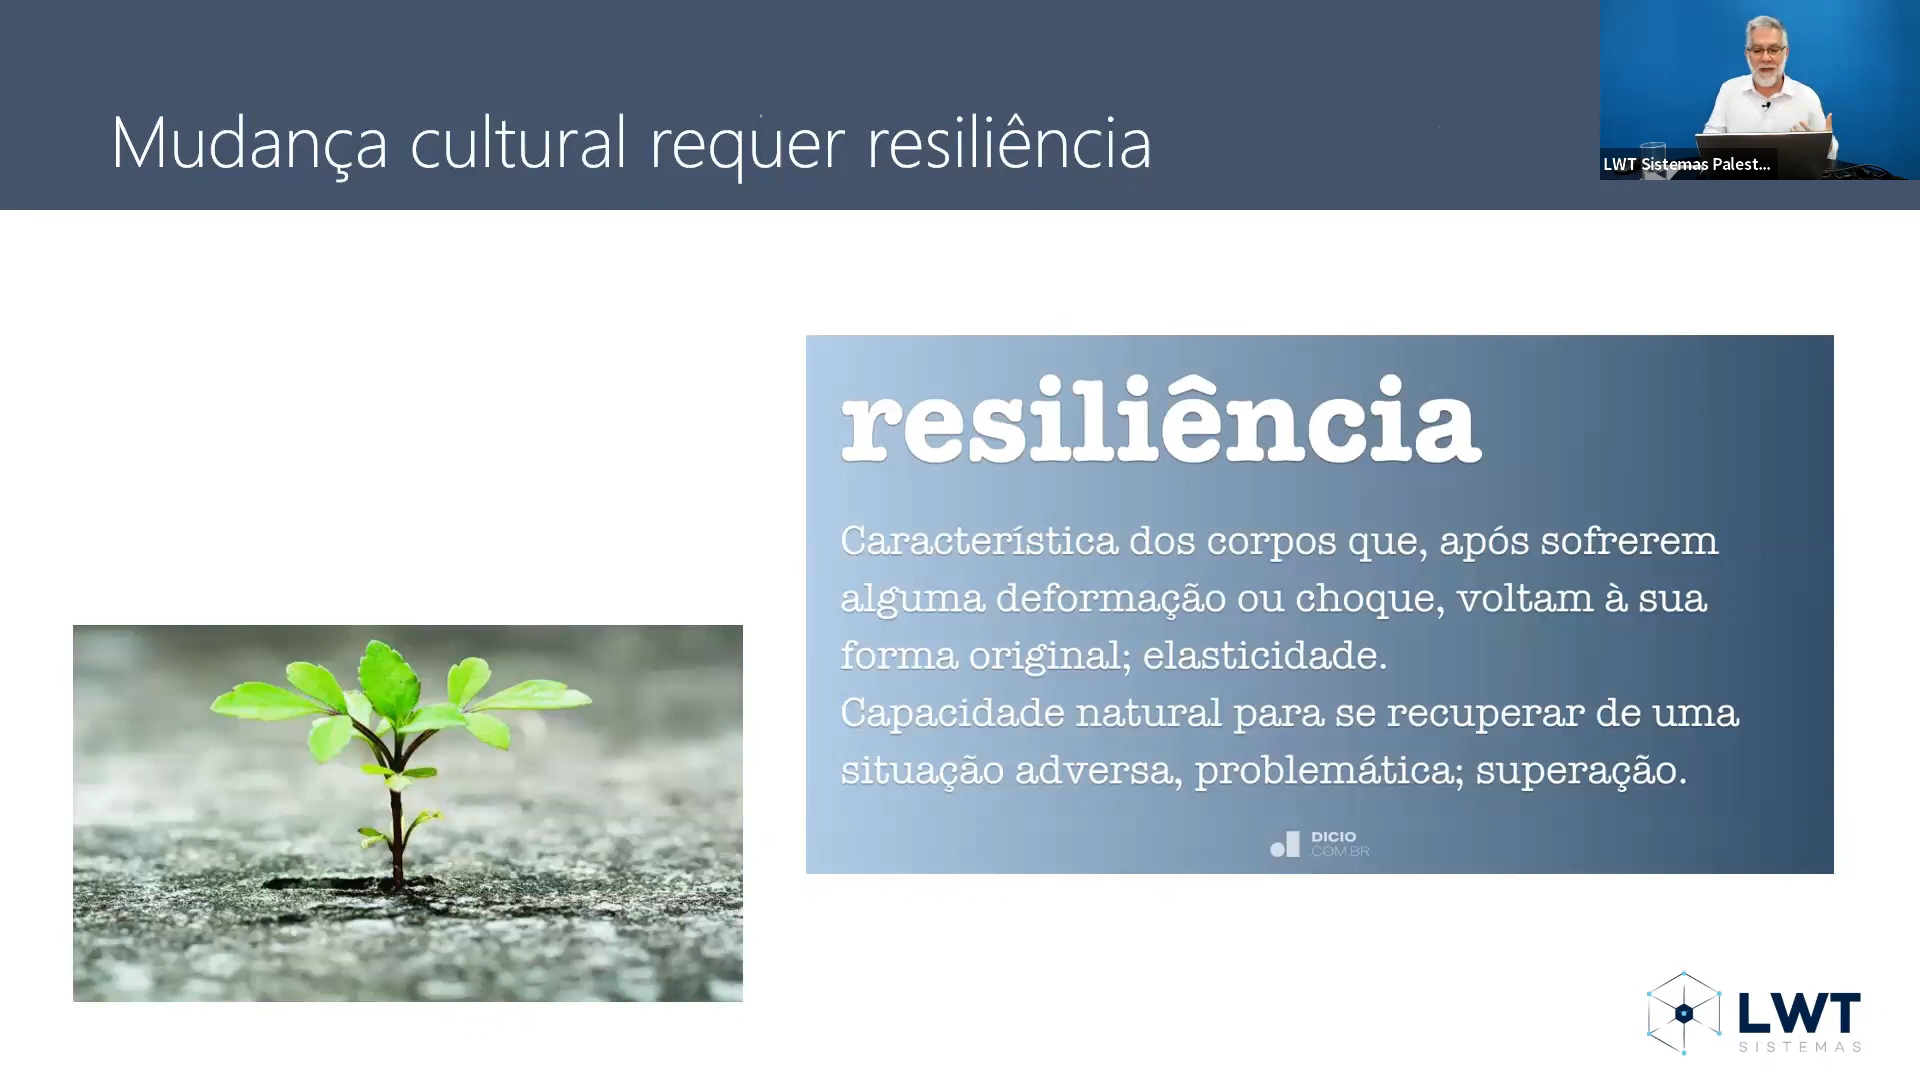 Mudança cultural requer resiliência
LWT Sistemas Palest...
resiliência
Característica dos corpos que, após sofrerem
alguma deformação ou choque, voltam à sua
forma original; elasticidade.
Capacidade natural para se recuperar de uma
situação adversa, problemática; superação.
DICIO
.COM.BR
LWT
SISTEMAS